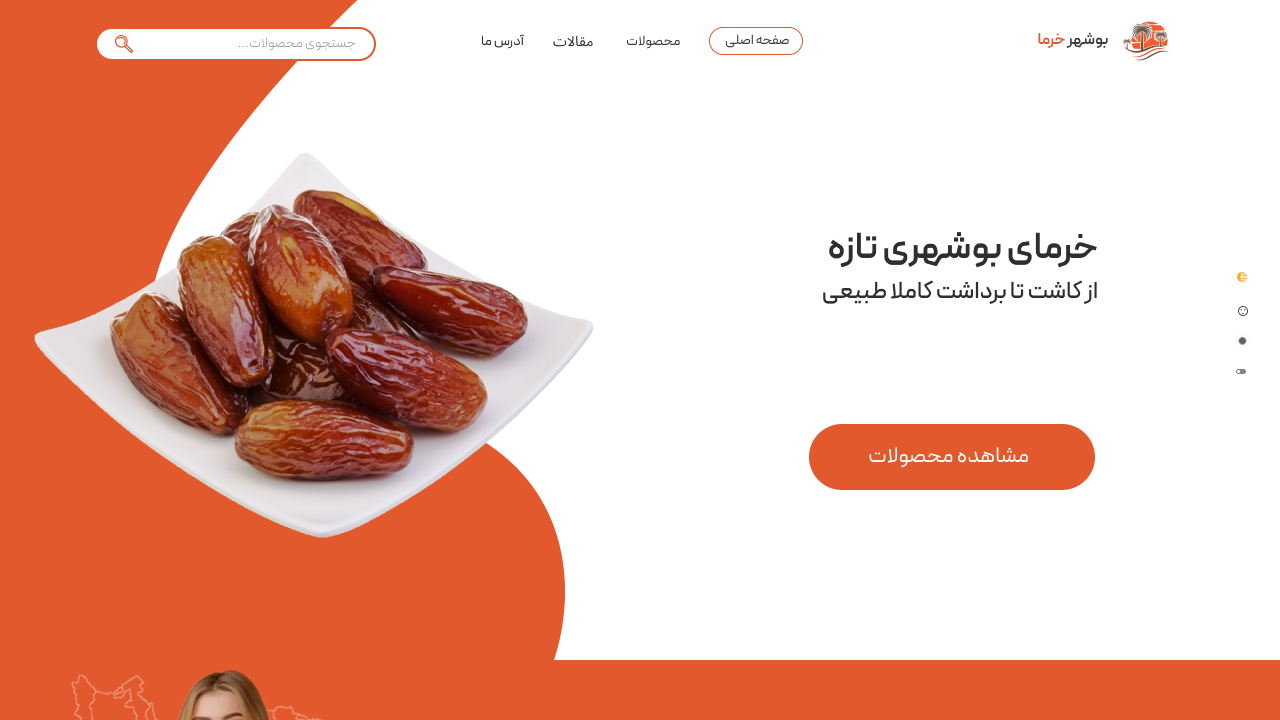 بوشهر خرما
صفحه اصلی
محصولات
مقالات
آدرس ما
جستجوی محصولات...
خرمای بوشهری تازه
از کاشت تا برداشت کاملا طبیعی
مشاهده محصولات